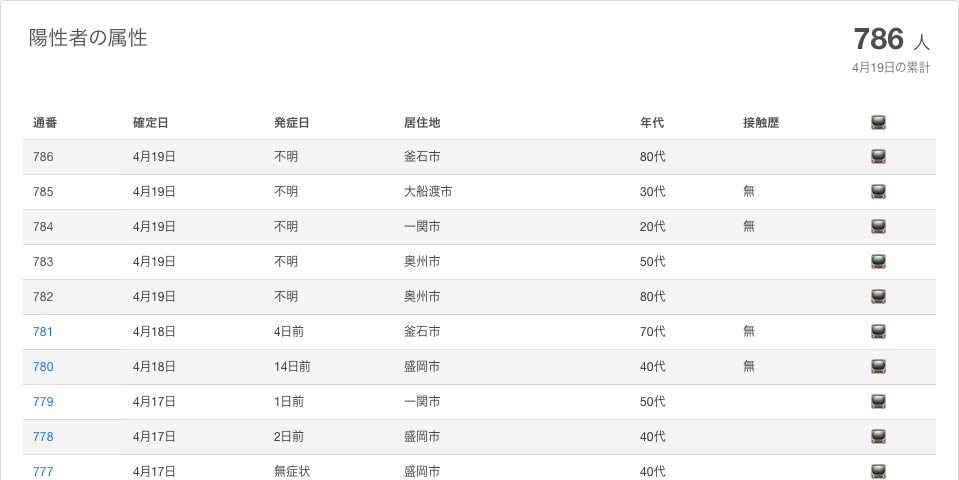 陽性者の属性
786 人
4月19日の累計
通番 確定日 発症日 居住地 年代 接触歴
786 4月19日 不明 釜石市 80代
785 4月19日 不明 大船渡市 30代 無
784 4月19日 不明 一関市 20代 無
783 4月19日 不明 奥州市 50代
782 4月19日 不明 奥州市 80代
781 4月18日 4日前 釜石市 70代 無
780 4月18日 14日前 盛岡市 40代 無
779 4月17日 1日前 一関市 50代
778 4月17日 2日前 盛岡市 40代
777 4月17日 無症状 盛岡市 40代